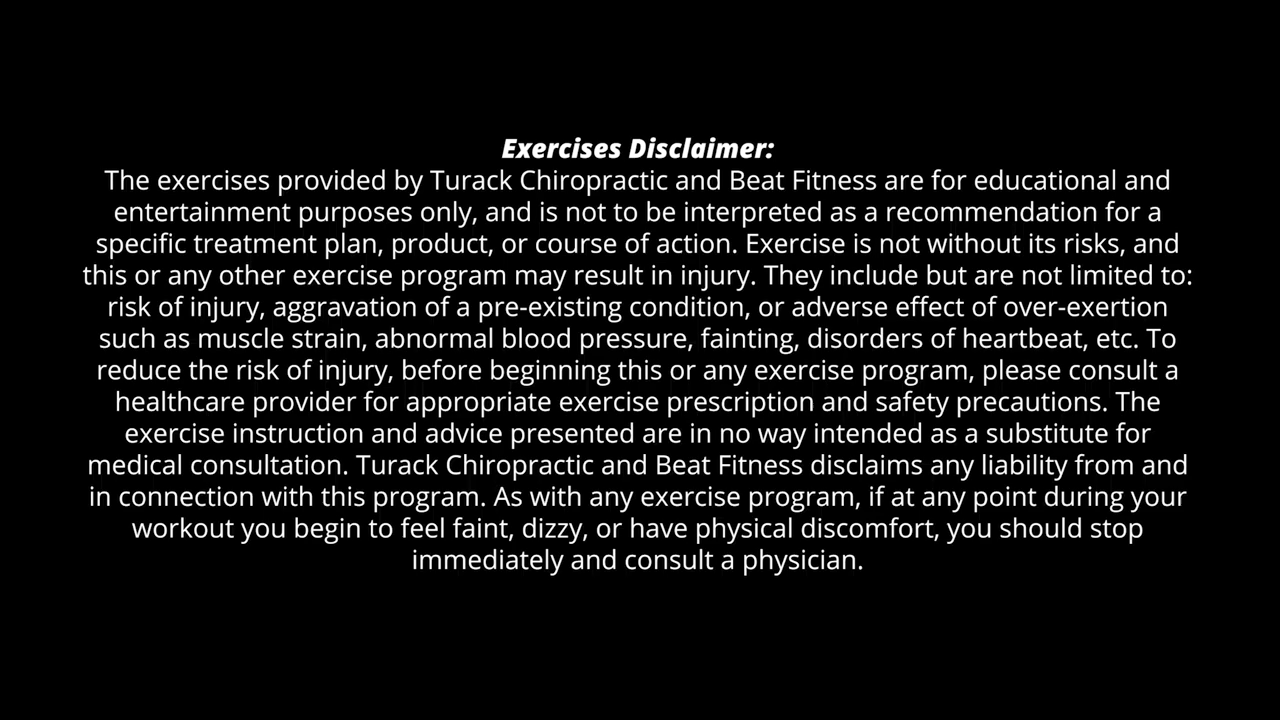 Exercises Disclaimer:
The exercises provided by Turack Chiropractic and Beat Fitness are for educational and
entertainment purposes only, and is not to be interpreted as a recommendation for a
specific treatment plan, product, or course of action. Exercise is not without its risks, and
this or any other exercise program may result in injury. They include but are not limited to:
risk of injury, aggravation of a pre-existing condition, or adverse effect of over-exertion
such as muscle strain, abnormal blood pressure, fainting, disorders of heartbeat, etc. To
reduce the risk of injury, before beginning this or any exercise program, please consult a
healthcare provider for appropriate exercise prescription and safety precautions. The
exercise instruction and advice presented are in no way intended as a substitute for
medical consultation. Turack Chiropractic and Beat Fitness disclaims any liability from and
in connection with this program. As with any exercise program, if at any point during your
workout you begin to feel faint, dizzy, or have physical discomfort, you should stop
immediately and consult a physician.